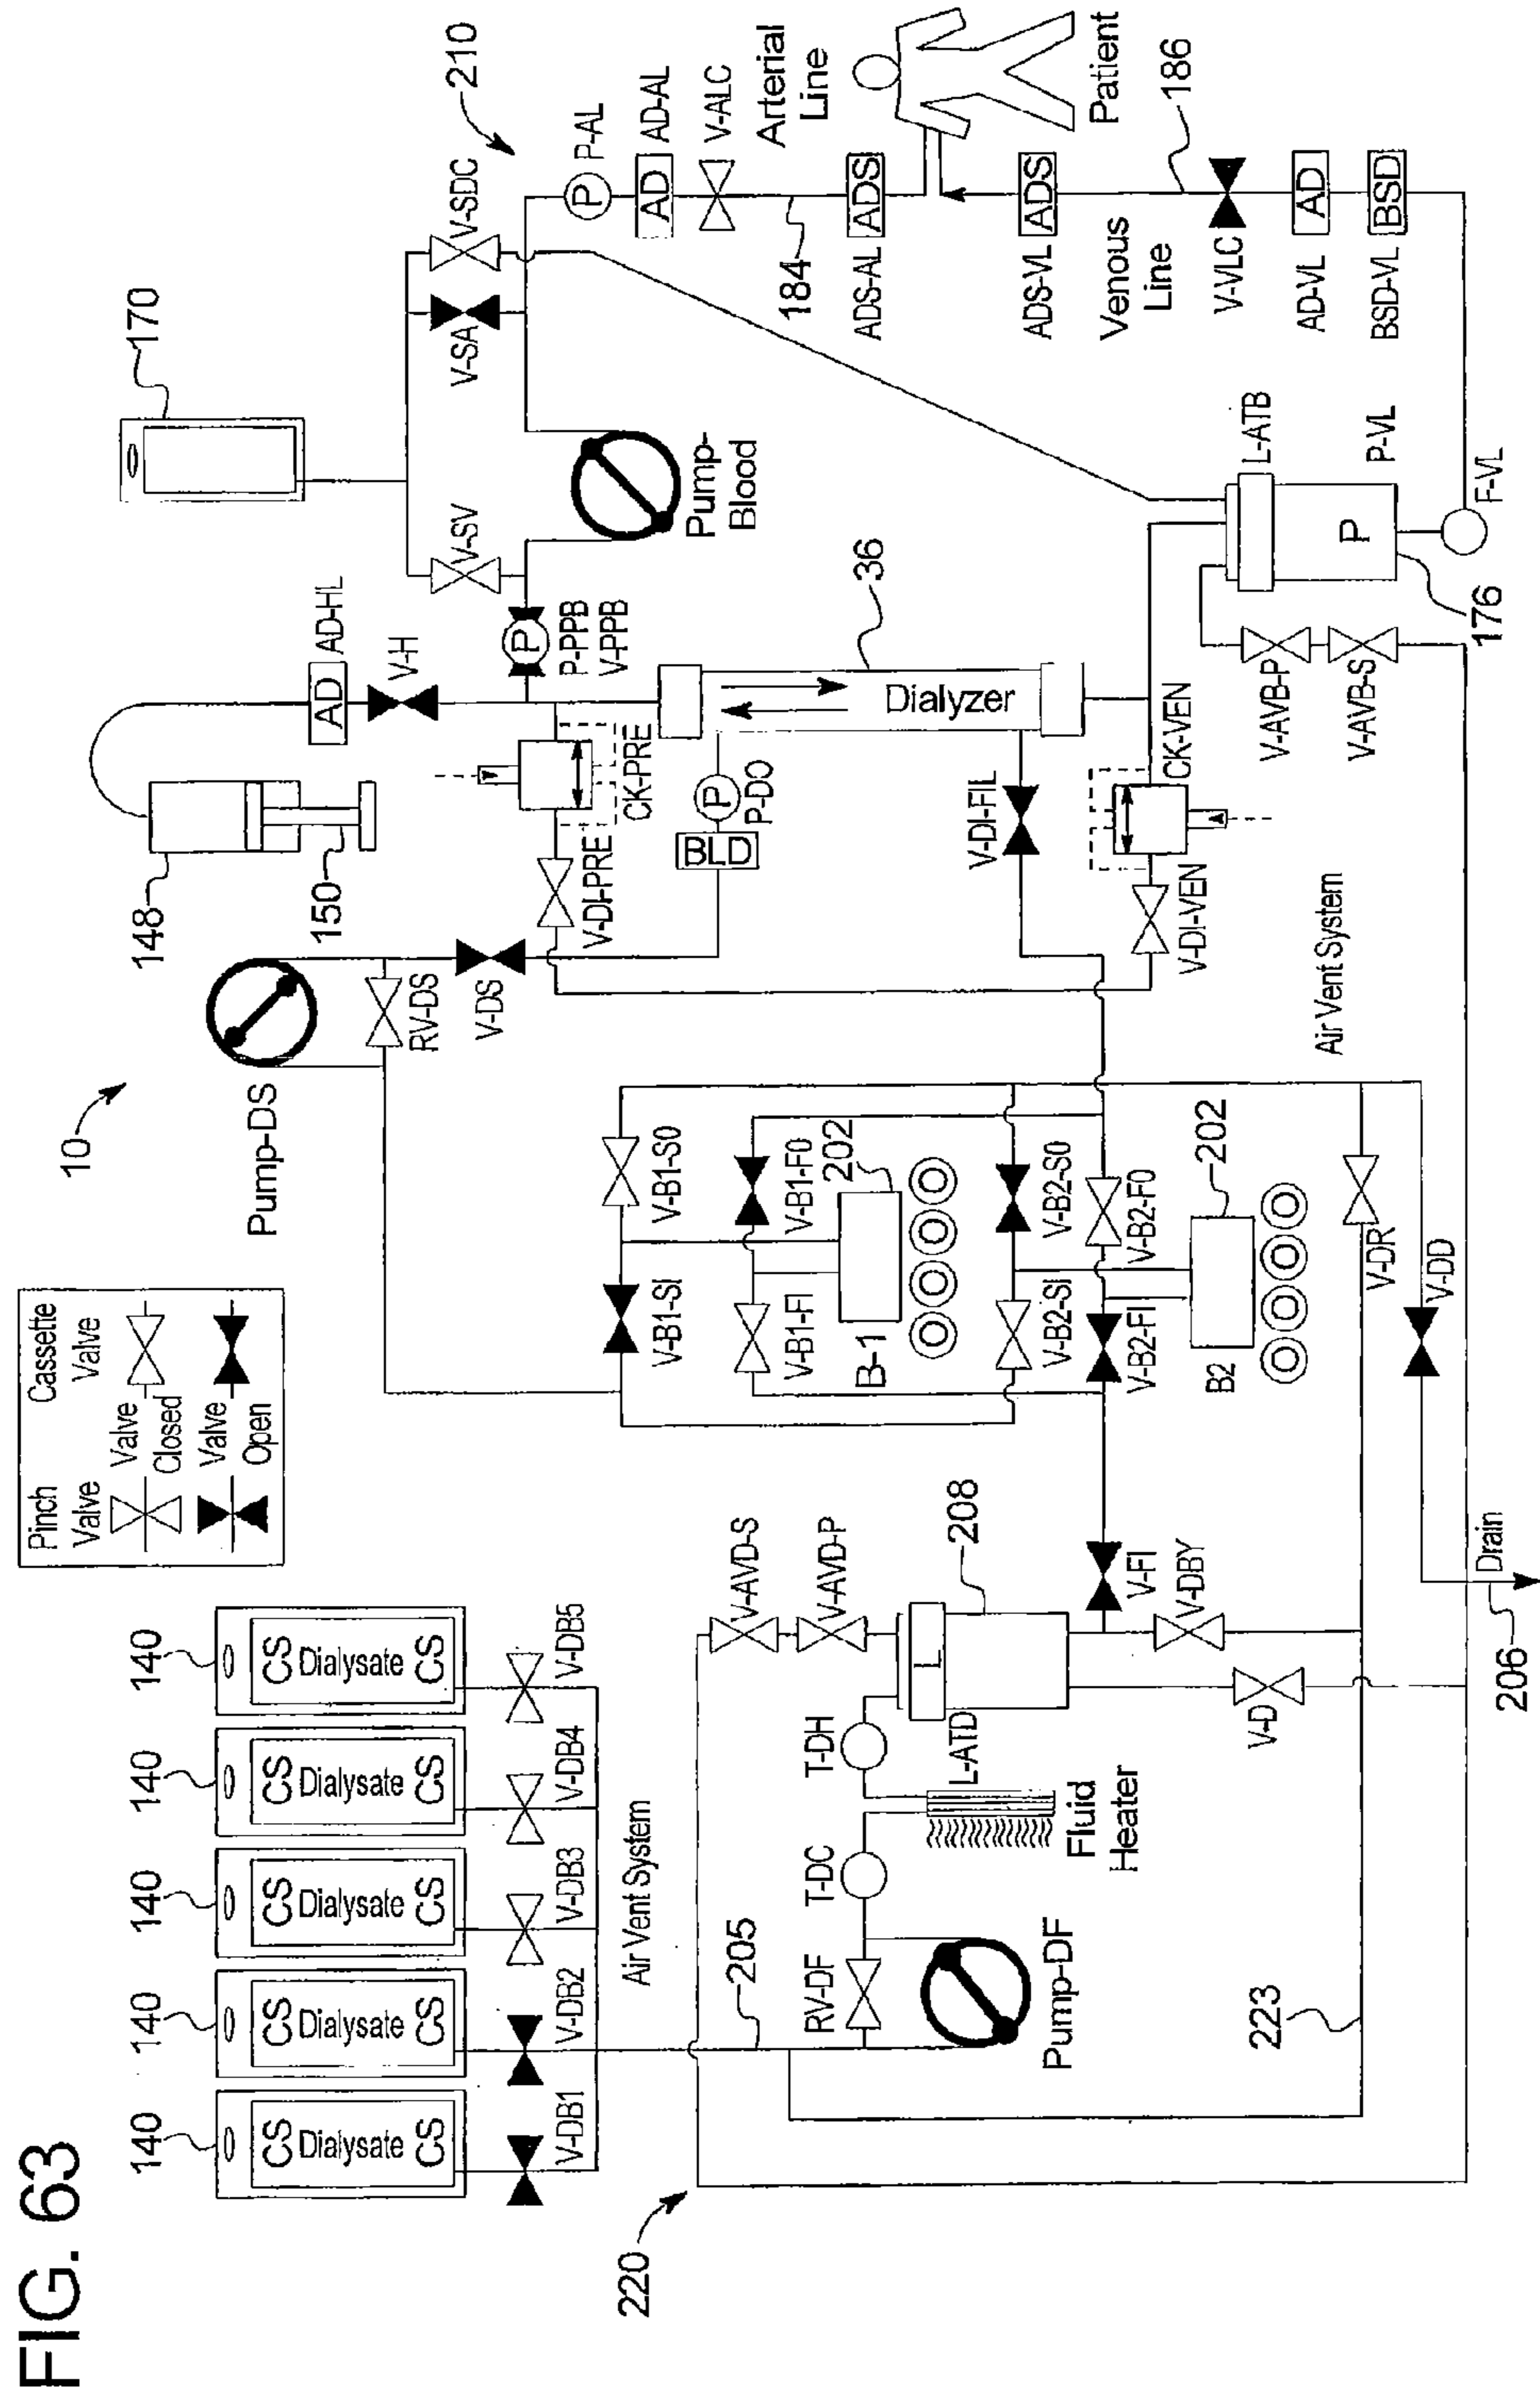 FIG. 63
Pinch Valve
Cassette Valve
Valve Closed
Valve Open
10
140
140
140
140
140
CS Dialysate CS
CS Dialysate CS
CS Dialysate CS
CS Dialysate CS
CS Dialysate CS
V-DB1
V-DB2
V-DB3
V-DB4
V-DB5
Air Vent System
220
205
RV-DF
Pump-DF
T-DC
T-DH
Fluid Heater
L-ATD
L
208
V-AVD-S
V-AVD-P
V-FI
V-DBY
V-D
223
206
Drain
V-DR
V-DD
Pump-DS
RV-DS
V-DS
V-B1-SI
V-B1-S0
V-B1-FI
V-B1-F0
B-1
202
V-B2-SI
V-B2-S0
V-B2-FI
V-B2-F0
B2
202
Air Vent System
148
150
AD
AD-HL
V-H
P
P-PPB
V-PPB
CK-PRE
V-DI-PRE
BLD
P
P-DO
Dialyzer
36
V-DI-FIL
V-DI-VEN
CK-VEN
V-AVB-P
V-AVB-S
176
P
L-ATB
P-VL
F-VL
170
V-SV
V-SA
V-SDC
Pump-
Blood
210
P
P-AL
AD
AD-AL
V-ALC
Arterial
Line
184
ADS
ADS-AL
Patient
ADS
ADS-VL
186
Venous
Line
V-VLC
AD
AD-VL
BSD
BSD-VL